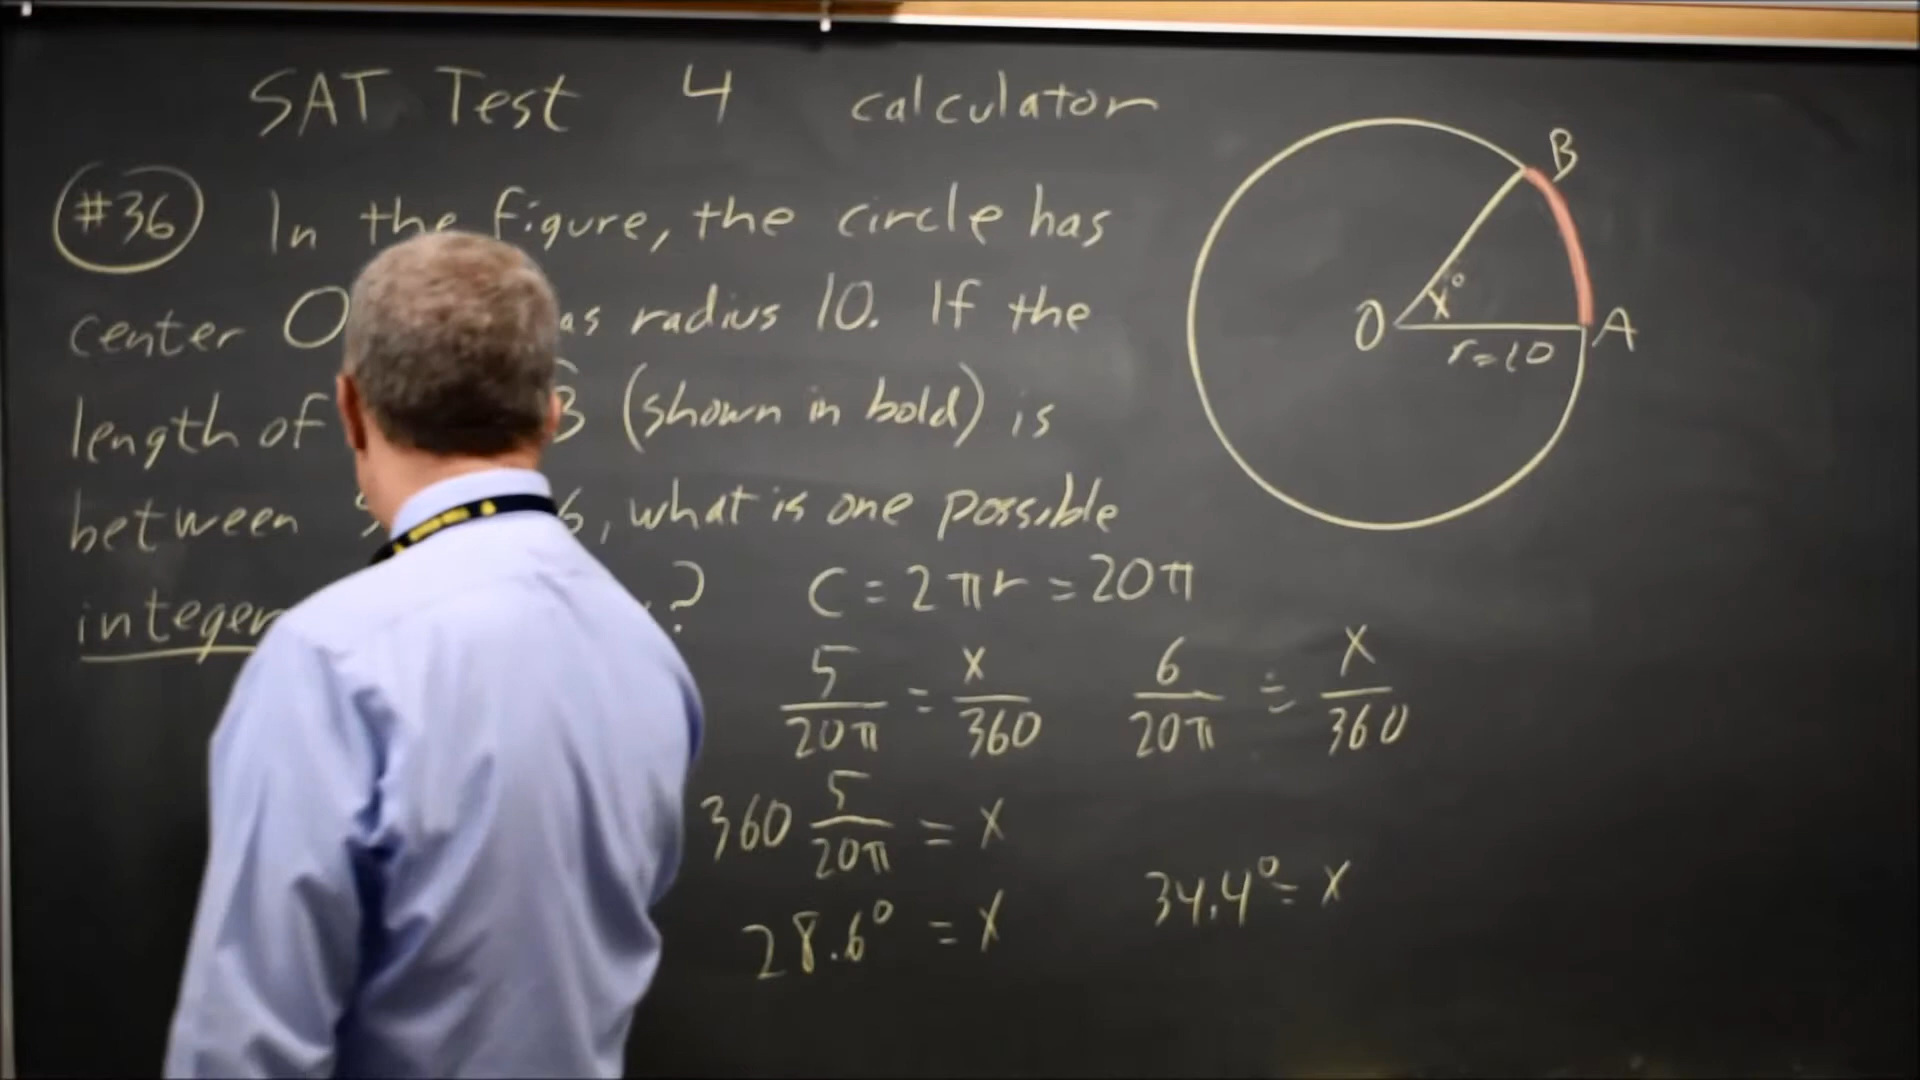 SAT Test 4 calculator
#36 In the figure, the circle has
center O as radius 10. If the
length of B (shown in bold) is
between 5 6, what is one possible
integer ?
C = 2πr = 20π
5/20π = x/360
6/20π = x/360
360 5/20π = x
28.6° = x
34.4° = x
B
x°
O
A
r=10